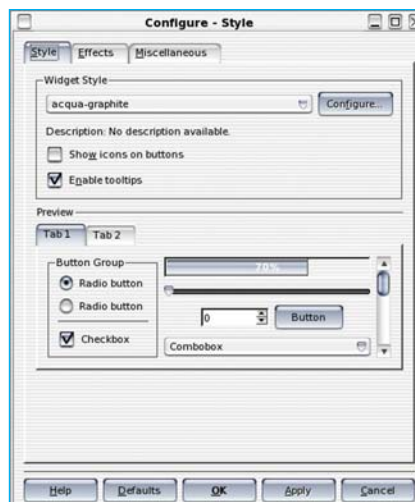 Configure - Style
Style Effects Miscellaneous
Widget Style
acqua-graphite Configure...
Description: No description available.
Show icons on buttons
Enable tooltips
Preview
Tab 1 Tab 2
Button Group
70%
Radio button
Radio button
0 Button
Checkbox
Combobox
Help Defaults OK Apply Cancel